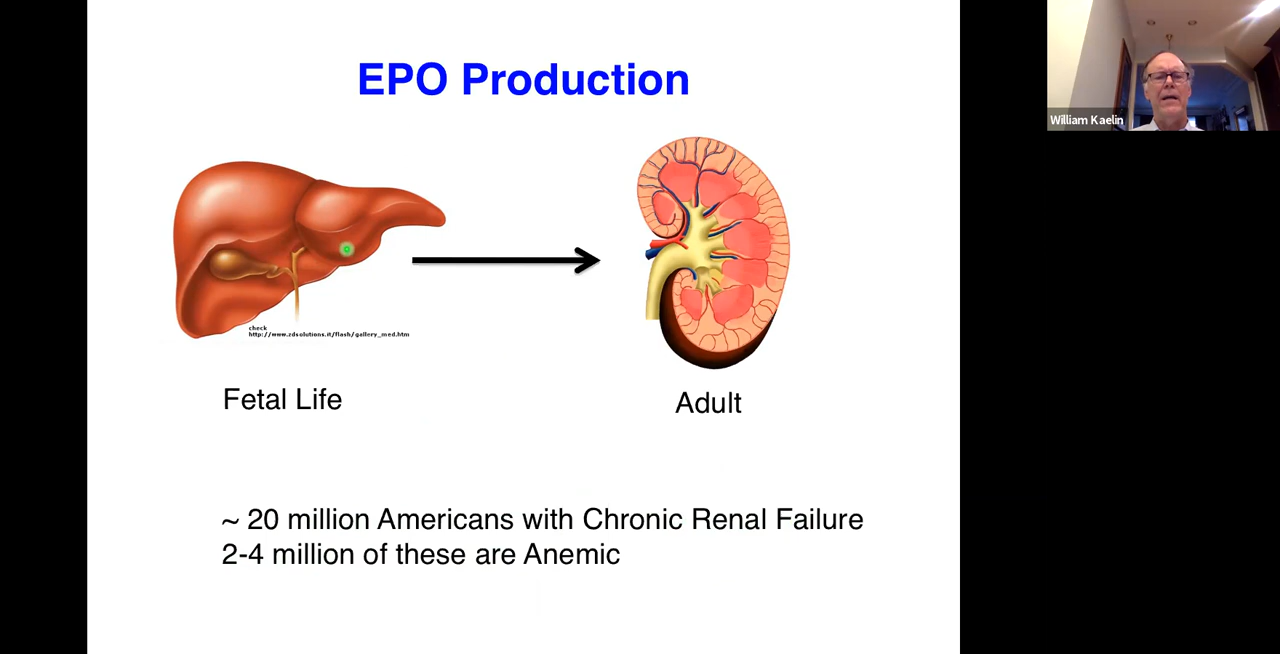 EPO Production
William Kaelin
check
http://www.zdsolutions.it/flash/gallery_med.htm
Fetal Life
Adult
~ 20 million Americans with Chronic Renal Failure
2-4 million of these are Anemic